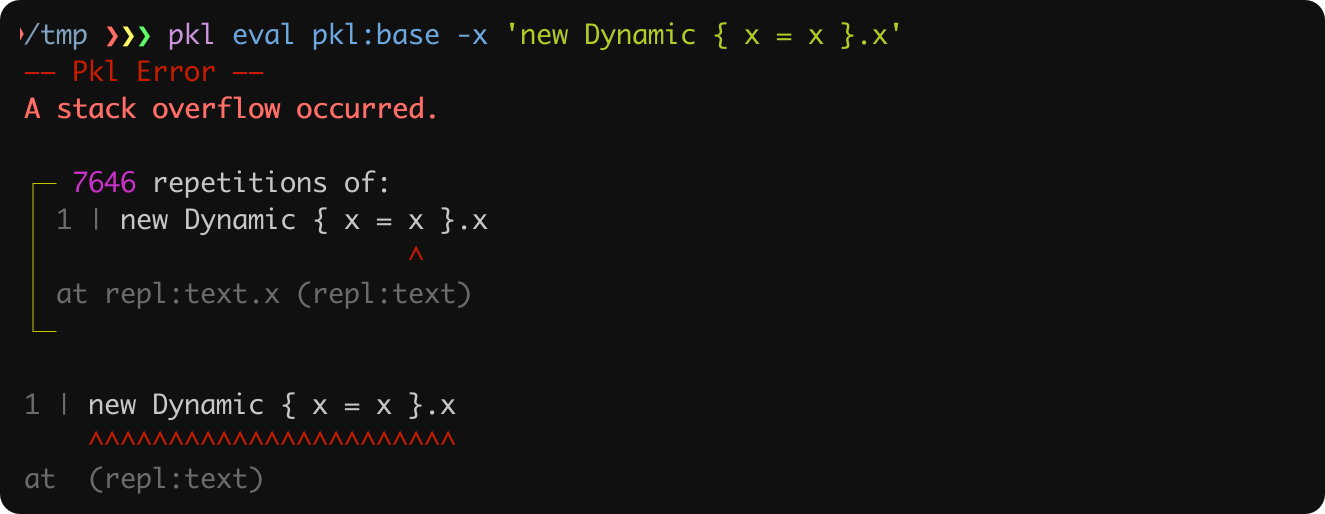 /tmp ❯❯❯ pkl eval pkl:base -x 'new Dynamic { x = x }.x'
–– Pkl Error ––
A stack overflow occurred.
┌─ 7646 repetitions of:
│ 1 | new Dynamic { x = x }.x
│                       ^
│ at repl:text.x (repl:text)
└─
1 | new Dynamic { x = x }.x
    ^^^^^^^^^^^^^^^^^^^^^^^
at  (repl:text)